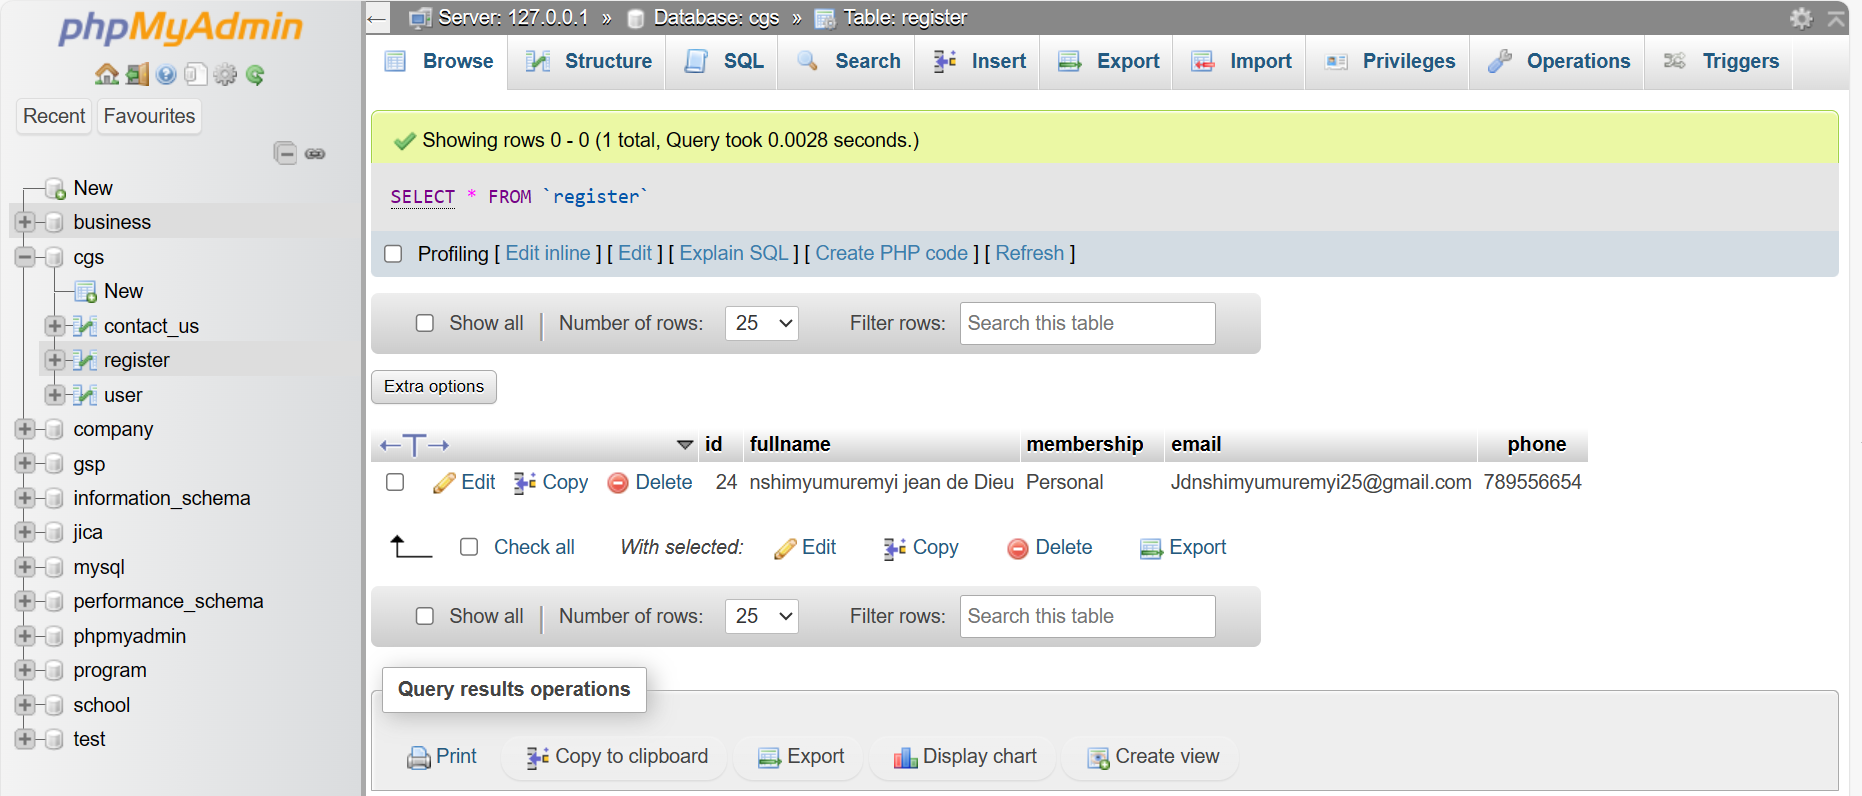 phpMyAdmin
Recent Favourites
New
business
cgs
New
contact_us
register
user
company
gsp
information_schema
jica
mysql
performance_schema
phpmyadmin
program
school
test
Server: 127.0.0.1 » Database: cgs » Table: register
Browse Structure SQL Search Insert Export Import Privileges Operations Triggers
Showing rows 0 - 0 (1 total, Query took 0.0028 seconds.)
SELECT * FROM `register`
Profiling [ Edit inline ] [ Edit ] [ Explain SQL ] [ Create PHP code ] [ Refresh ]
Show all | Number of rows: 25 Filter rows: Search this table
Extra options
←T→ id fullname membership email phone
Edit Copy Delete 24 nshimyumuremyi jean de Dieu Personal Jdnshimyumuremyi25@gmail.com 789556654
Check all With selected: Edit Copy Delete Export
Show all | Number of rows: 25 Filter rows: Search this table
Query results operations
Print Copy to clipboard Export Display chart Create view